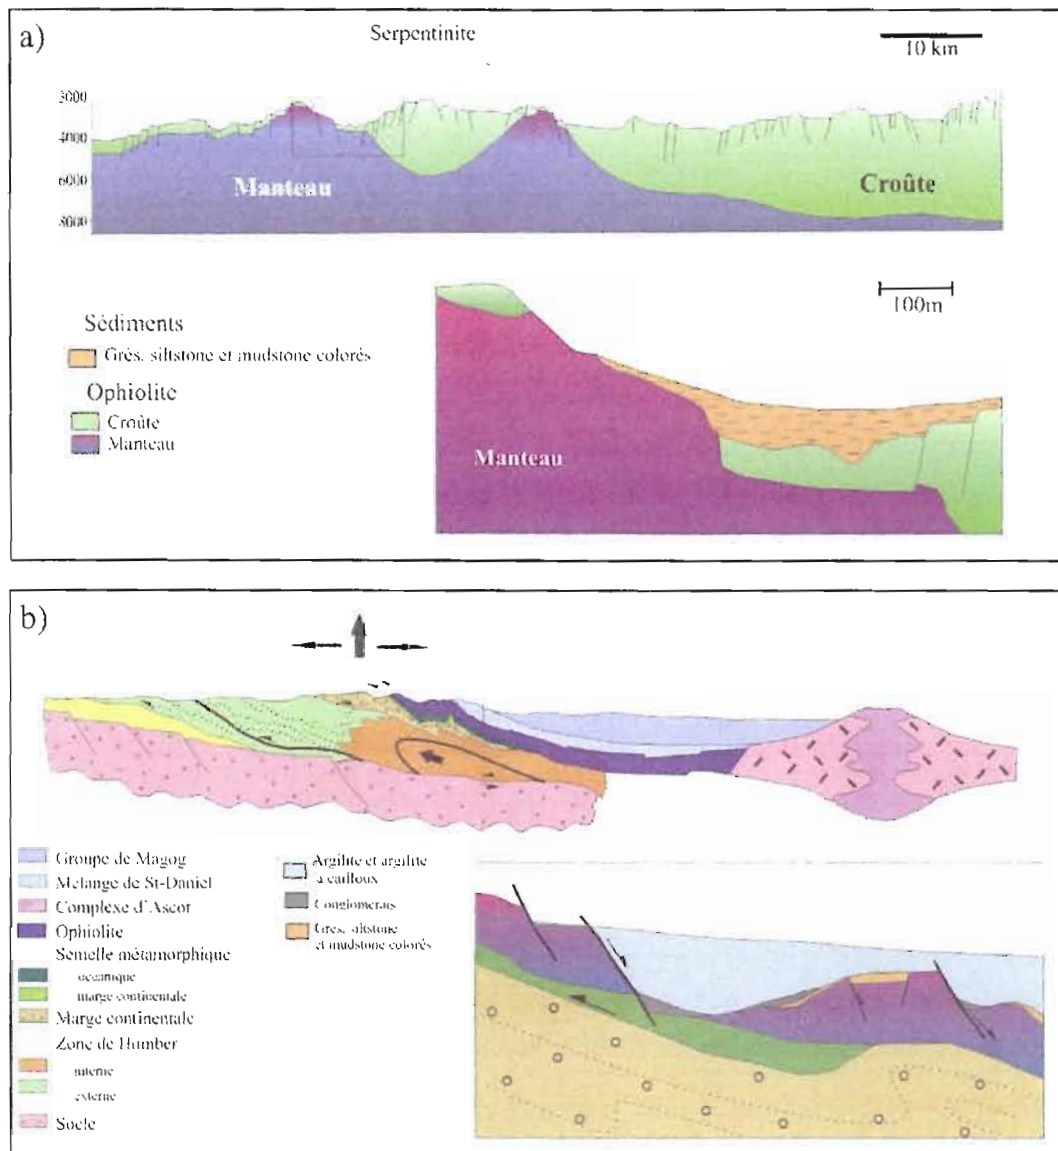 a)
Serpentinite
10 km
3000
4000
6000
8000
Manteau
Croûte
100m
Sédiments
Grès, siltstone et mudstone colorés
Ophiolite
Croûte
Manteau
Manteau
b)
Groupe de Magog
Mélange de St-Daniel
Complexe d'Ascot
Ophiolite
Semelle métamorphique
océanique
marge continentale
Marge continentale
Zone de Humber
interne
externe
Socle
Argilite et argilite
à cailloux
Conglomérats
Grès, siltstone
et mudstone colorés